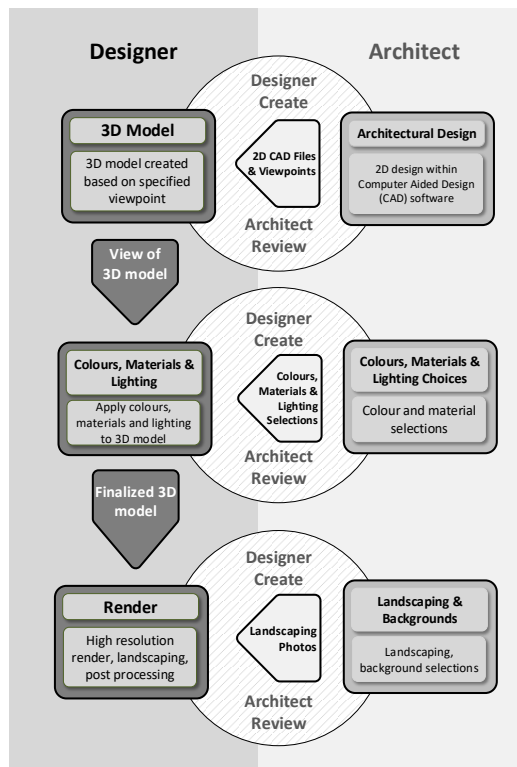 Designer
Architect
Designer
Create
3D Model
3D model created
based on specified
viewpoint
2D CAD Files
& Viewpoints
Architectural Design
2D design within
Computer Aided Design
(CAD) software
Architect
Review
View of
3D model
Designer
Create
Colours, Materials &
Lighting
Apply colours,
materials and lighting
to 3D model
Colours,
Materials &
Lighting
Selections
Colours, Materials &
Lighting Choices
Colour and material
selections
Architect
Review
Finalized 3D
model
Designer
Create
Render
High resolution
render, landscaping,
post processing
Landscaping
Photos
Landscaping &
Backgrounds
Landscaping,
background selections
Architect
Review